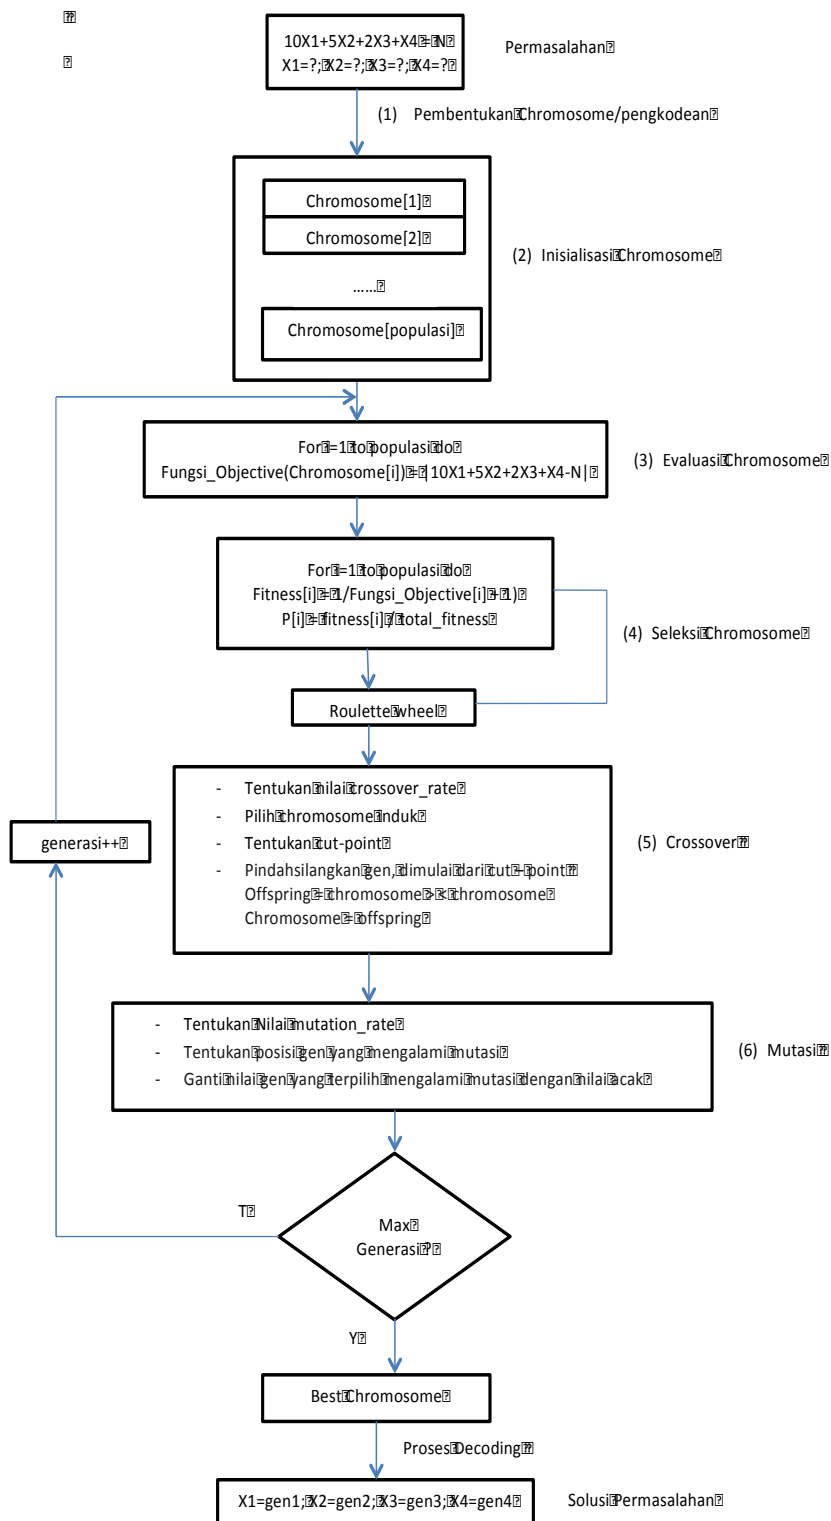 10X1+5X2+2X3+X4 = N
X1=?; X2=?; X3=?; X4=?
Permasalahan
(1) Pembentukan Chromosome/pengkodean
Chromosome[1]
Chromosome[2]
......
Chromosome[populasi]
(2) Inisialisasi Chromosome
For i=1 to populasi do
Fungsi_Objective(Chromosome[i]) = |10X1+5X2+2X3+X4-N|
(3) Evaluasi Chromosome
For i=1 to populasi do
Fitness[i] = 1/Fungsi_Objective[i] + 1)
P[i] = fitness[i] / total_fitness
(4) Seleksi Chromosome
Roulette wheel
- Tentukan nilai crossover_rate
- Pilih chromosome induk
- Tentukan cut-point
- Pindahsilangkan gen, dimulai dari cut – point
Offspring = chromosome > < chromosome
Chromosome = offspring
(5) Crossover
generasi++
- Tentukan Nilai mutation_rate
- Tentukan posisi gen yang mengalami mutasi
- Ganti nilai gen yang terpilih mengalami mutasi dengan nilai acak
(6) Mutasi
T
Max
Generasi ?
Y
Best Chromosome
Proses Decoding
X1=gen1; X2=gen2; X3=gen3; X4=gen4
Solusi Permasalahan